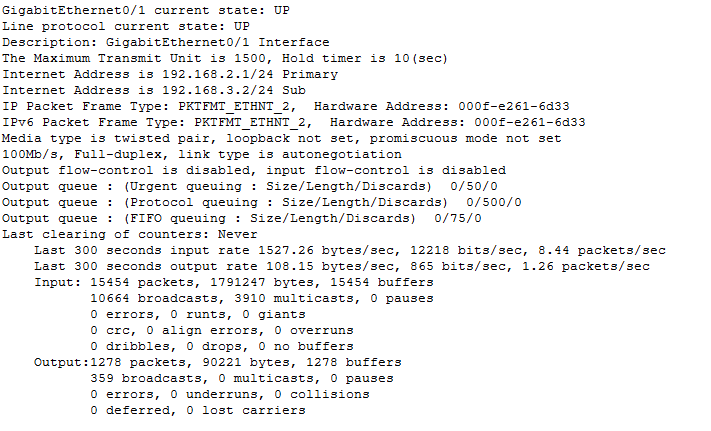 GigabitEthernet0/1 current state: UP
Line protocol current state: UP
Description: GigabitEthernet0/1 Interface
The Maximum Transmit Unit is 1500, Hold timer is 10(sec)
Internet Address is 192.168.2.1/24 Primary
Internet Address is 192.168.3.2/24 Sub
IP Packet Frame Type: PKTFMT_ETHNT_2,  Hardware Address: 000f-e261-6d33
IPv6 Packet Frame Type: PKTFMT_ETHNT_2,  Hardware Address: 000f-e261-6d33
Media type is twisted pair, loopback not set, promiscuous mode not set
100Mb/s, Full-duplex, link type is autonegotiation
Output flow-control is disabled, input flow-control is disabled
Output queue : (Urgent queuing : Size/Length/Discards)  0/50/0
Output queue : (Protocol queuing : Size/Length/Discards)  0/500/0
Output queue : (FIFO queuing : Size/Length/Discards)  0/75/0
Last clearing of counters: Never
    Last 300 seconds input rate 1527.26 bytes/sec, 12218 bits/sec, 8.44 packets/sec
    Last 300 seconds output rate 108.15 bytes/sec, 865 bits/sec, 1.26 packets/sec
    Input: 15454 packets, 1791247 bytes, 15454 buffers
           10664 broadcasts, 3910 multicasts, 0 pauses
           0 errors, 0 runts, 0 giants
           0 crc, 0 align errors, 0 overruns
           0 dribbles, 0 drops, 0 no buffers
    Output:1278 packets, 90221 bytes, 1278 buffers
           359 broadcasts, 0 multicasts, 0 pauses
           0 errors, 0 underruns, 0 collisions
           0 deferred, 0 lost carriers